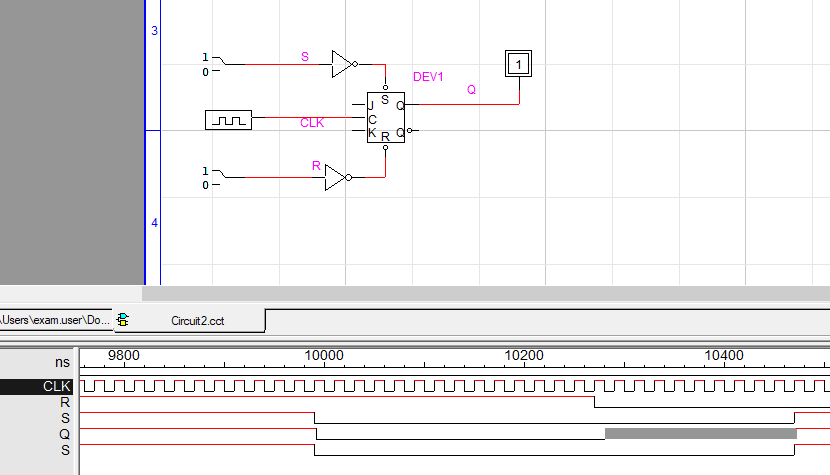 3
1
0
S
DEV1
1
Q
J S Q
C
K R Q
CLK
1
0
R
4
\Users\exam.user\Do... Circuit2.cct
ns 9800 10000 10200 10400
CLK
R
S
Q
S